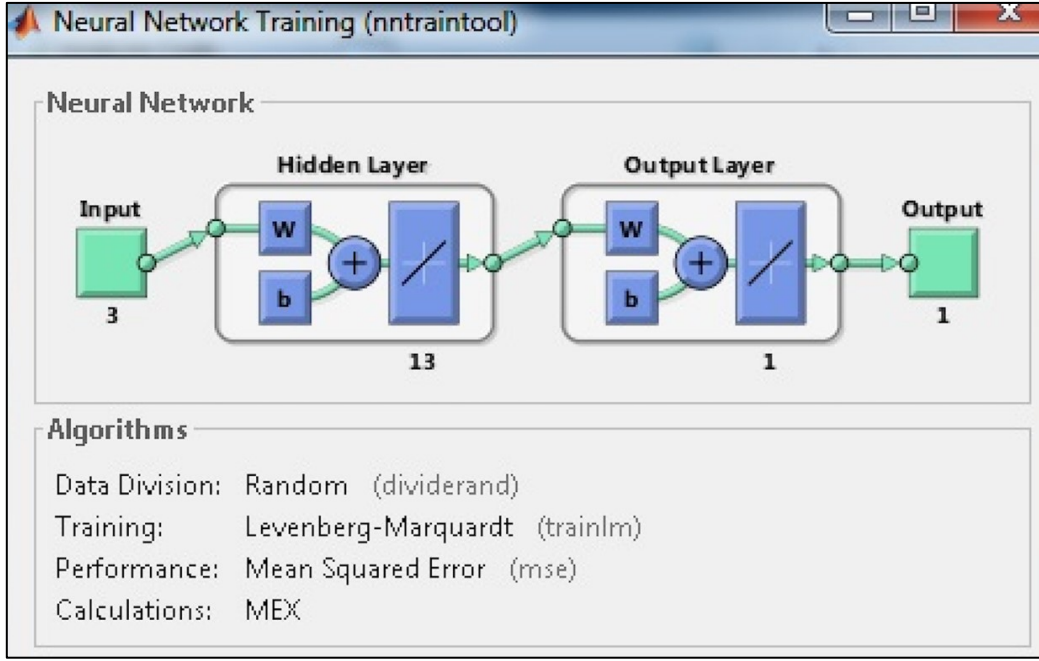 Neural Network Training (nntraintool)
Neural Network
Hidden Layer
Output Layer
Input
Output
W
b
W
b
3
13
1
1
Algorithms
Data Division: Random (dividerand)
Training: Levenberg-Marquardt (trainlm)
Performance: Mean Squared Error (mse)
Calculations: MEX